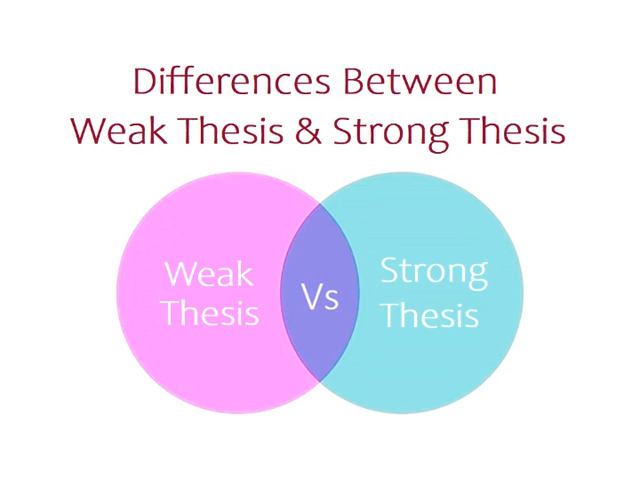 Differences Between
Weak Thesis & Strong Thesis
Weak
Thesis
Vs
Strong
Thesis